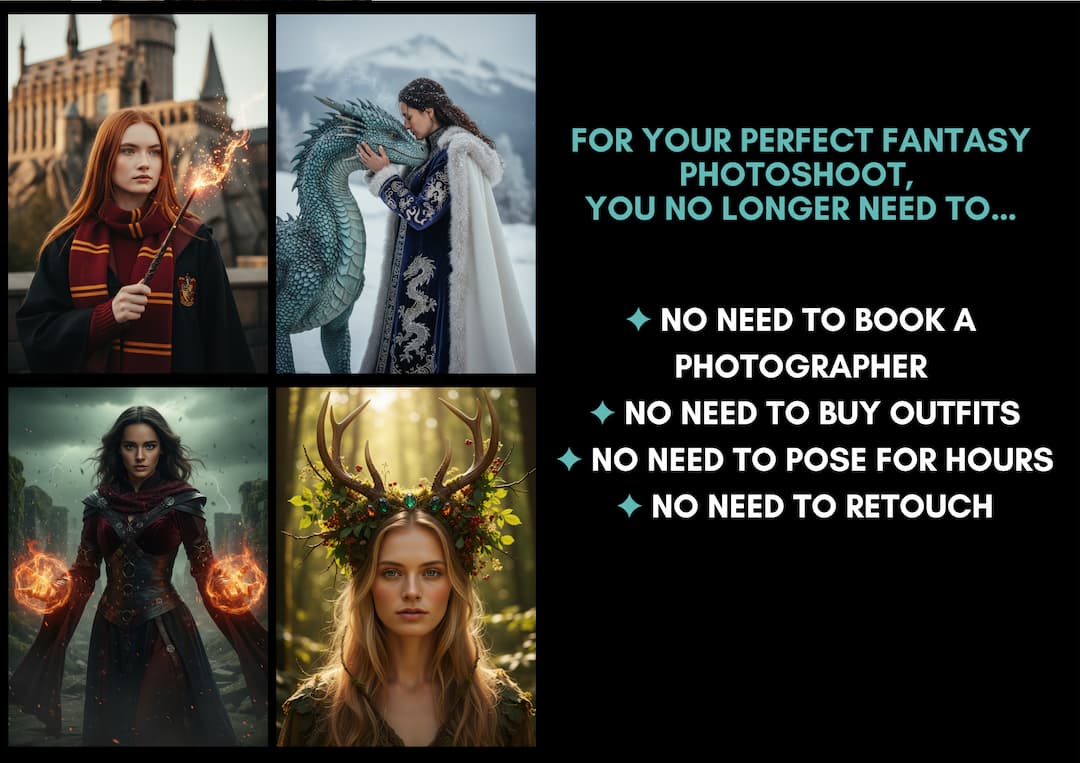 FOR YOUR PERFECT FANTASY
PHOTOSHOOT,
YOU NO LONGER NEED TO...
✦ NO NEED TO BOOK A
PHOTOGRAPHER
✦ NO NEED TO BUY OUTFITS
✦ NO NEED TO POSE FOR HOURS
✦ NO NEED TO RETOUCH